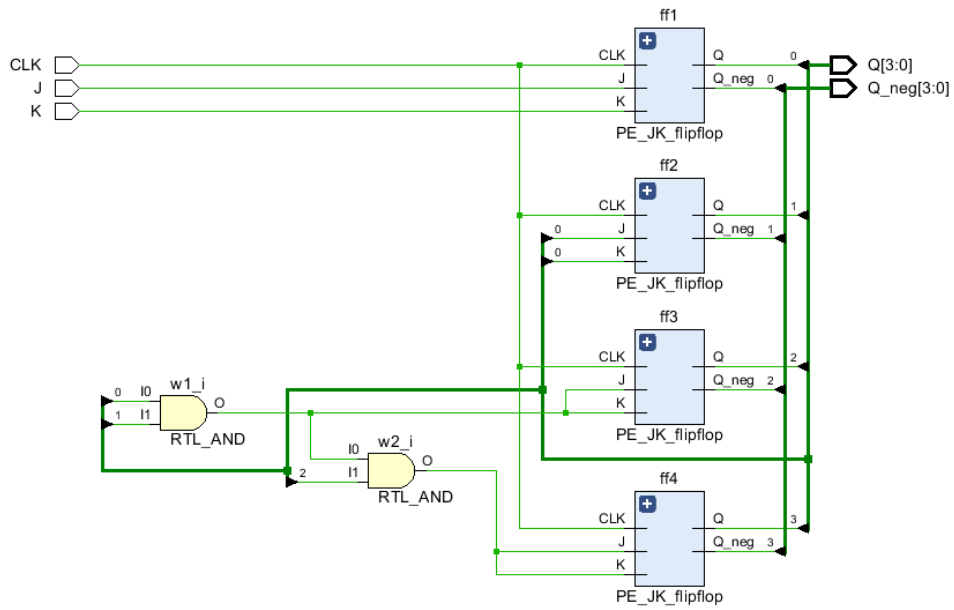 ff1
CLK CLK Q 0 Q[3:0]
J J Q_neg 0 Q_neg[3:0]
K K
PE_JK_flipflop
ff2
CLK Q 1
0 J Q_neg 1
0 K
PE_JK_flipflop
ff3
CLK Q 2
J Q_neg 2
K
PE_JK_flipflop
w1_i
0 I0 O
1 I1
RTL_AND
w2_i
I0 O
2 I1
RTL_AND
ff4
CLK Q 3
J Q_neg 3
K
PE_JK_flipflop